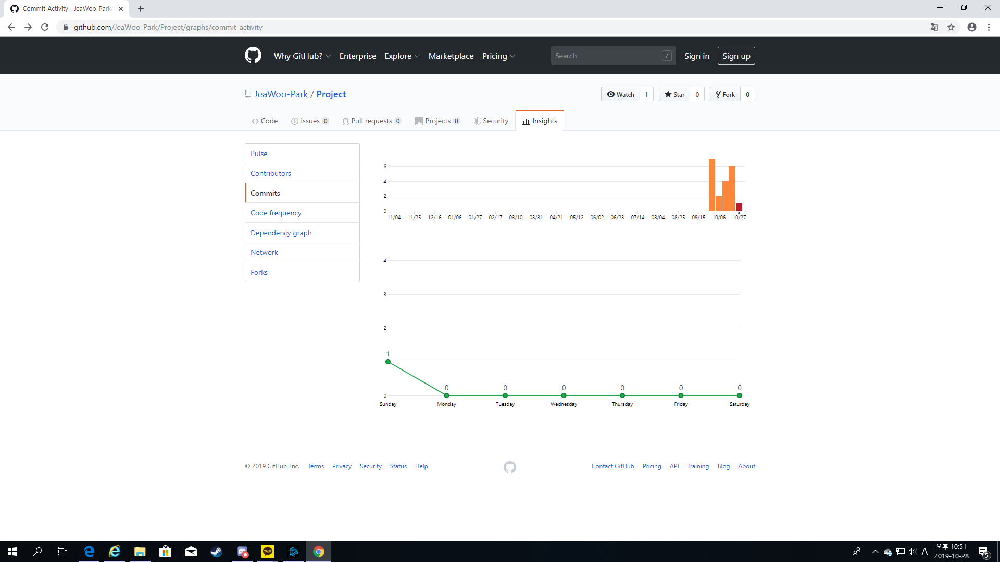 Commit Activity · JeaWoo-Park/
github.com/JeaWoo-Park/Project/graphs/commit-activity
Why GitHub? Enterprise Explore Marketplace Pricing Search / Sign in Sign up
JeaWoo-Park / Project Watch 1 Star 0 Fork 0
Code Issues 0 Pull requests 0 Projects 0 Security Insights
Pulse
Contributors
Commits
Code frequency
Dependency graph
Network
Forks
6
4
2
0
11/04 11/25 12/16 01/06 01/27 02/17 03/10 03/31 04/21 05/12 06/02 06/23 07/14 08/04 08/25 09/15 10/06 10/27
4
3
2
1
1
0 0 0 0 0 0
0
Sunday Monday Tuesday Wednesday Thursday Friday Saturday
© 2019 GitHub, Inc. Terms Privacy Security Status Help Contact GitHub Pricing API Training Blog About
TALK
A 오후 10:51
2019-10-28
5